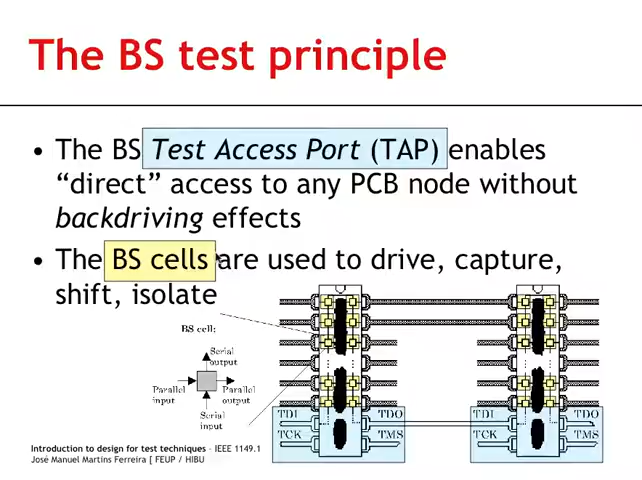 The BS test principle
• The BS Test Access Port (TAP) enables
“direct” access to any PCB node without
backdriving effects
• The BS cells are used to drive, capture,
shift, isolate
BS cell:
Serial
output
Parallel
input
Parallel
output
Serial
input
TDI TDO
TCK TMS
TDI TDO
TCK TMS
Introduction to design for test techniques - IEEE 1149.1
José Manuel Martins Ferreira [ FEUP / HIBU